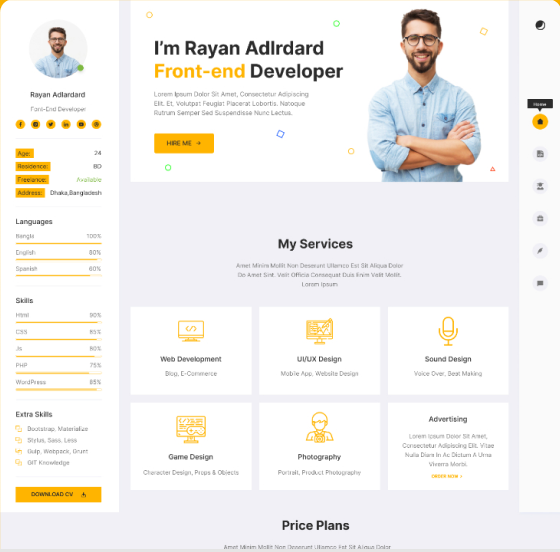 Rayan Adlardard
Font-End Developer
Age:
24
Residence:
BD
Freelance:
Available
Address:
Dhaka,Bangladesh
Languages
Bangla
100%
English
80%
Spanish
60%
Skills
Html
90%
CSS
95%
Js
90%
PHP
75%
WordPress
85%
Extra Skills
Bootstrap, Materialize
Stylus, Sass, Less
Gulp, Webpack, Grunt
GIT Knowledge
DOWNLOAD CV
I'm Rayan Adlrdard
Front-end Developer
Lorem Ipsum Dolor Sit Amet, Consectetur Adipiscing
Elit. Et, Volutpat Feugiat Placerat Lobortis. Natoque
Rutrum Semper Sed Suspendisse Nunc Lectus.
HIRE ME
Home
My Services
Amet Minim Mollit Non Deserunt Ullamco Est Sit Aliqua Dolor
Do Amet Sint. Velit Officia Consequat Duis Enim Velit Mollit.
Lorem Ipsum
Web Development
Blog, E-Commerce
UI/UX Design
Mobile App, Website Design
Sound Design
Voice Over, Beat Making
Game Design
Character Design, Props & Objects
Photography
Portrait, Product Photography
Advertising
Lorem Ipsum Dolor Sit Amet,
Consectetur Adipiscing Elit. Vitae
Nulla Diam In Ac Dictum A Urna
Viverra Morbi.
ORDER NOW
Price Plans
Amet Minim Mollit Non Deserunt Ullamco Est Sit Aliqua Dolor